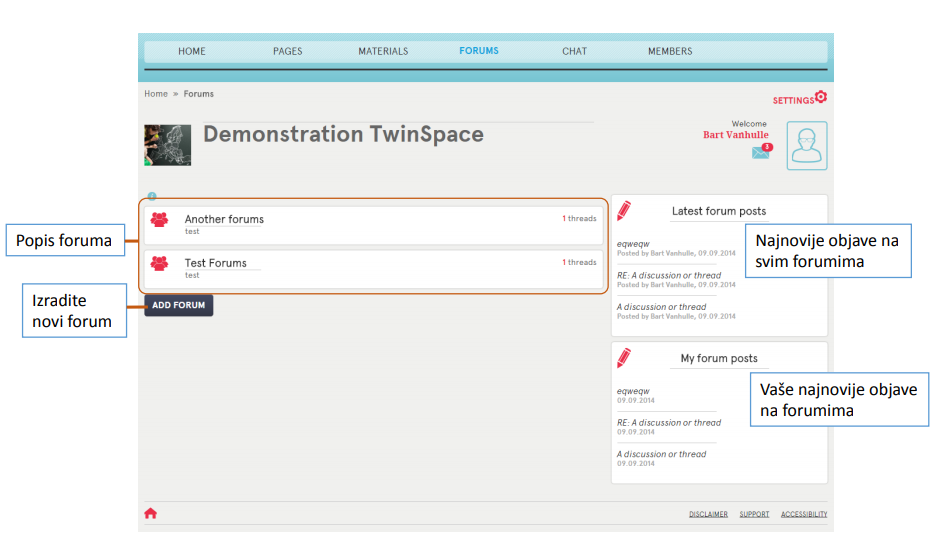 HOME PAGES MATERIALS FORUMS CHAT MEMBERS
Home » Forums
SETTINGS
Demonstration TwinSpace
Welcome
Bart Vanhulle
3
Popis foruma
Another forums
test
1 threads
Test Forums
test
1 threads
Izradite
novi forum
ADD FORUM
Latest forum posts
eqweqw
Posted by Bart Vanhulle, 09.09.2014
RE: A discussion or thread
Posted by Bart Vanhulle, 09.09.2014
A discussion or thread
Posted by Bart Vanhulle, 09.09.2014
Najnovije objave na
svim forumima
My forum posts
eqweqw
09.09.2014
RE: A discussion or thread
09.09.2014
A discussion or thread
09.09.2014
Vaše najnovije objave
na forumima
DISCLAIMER SUPPORT ACCESSIBILITY